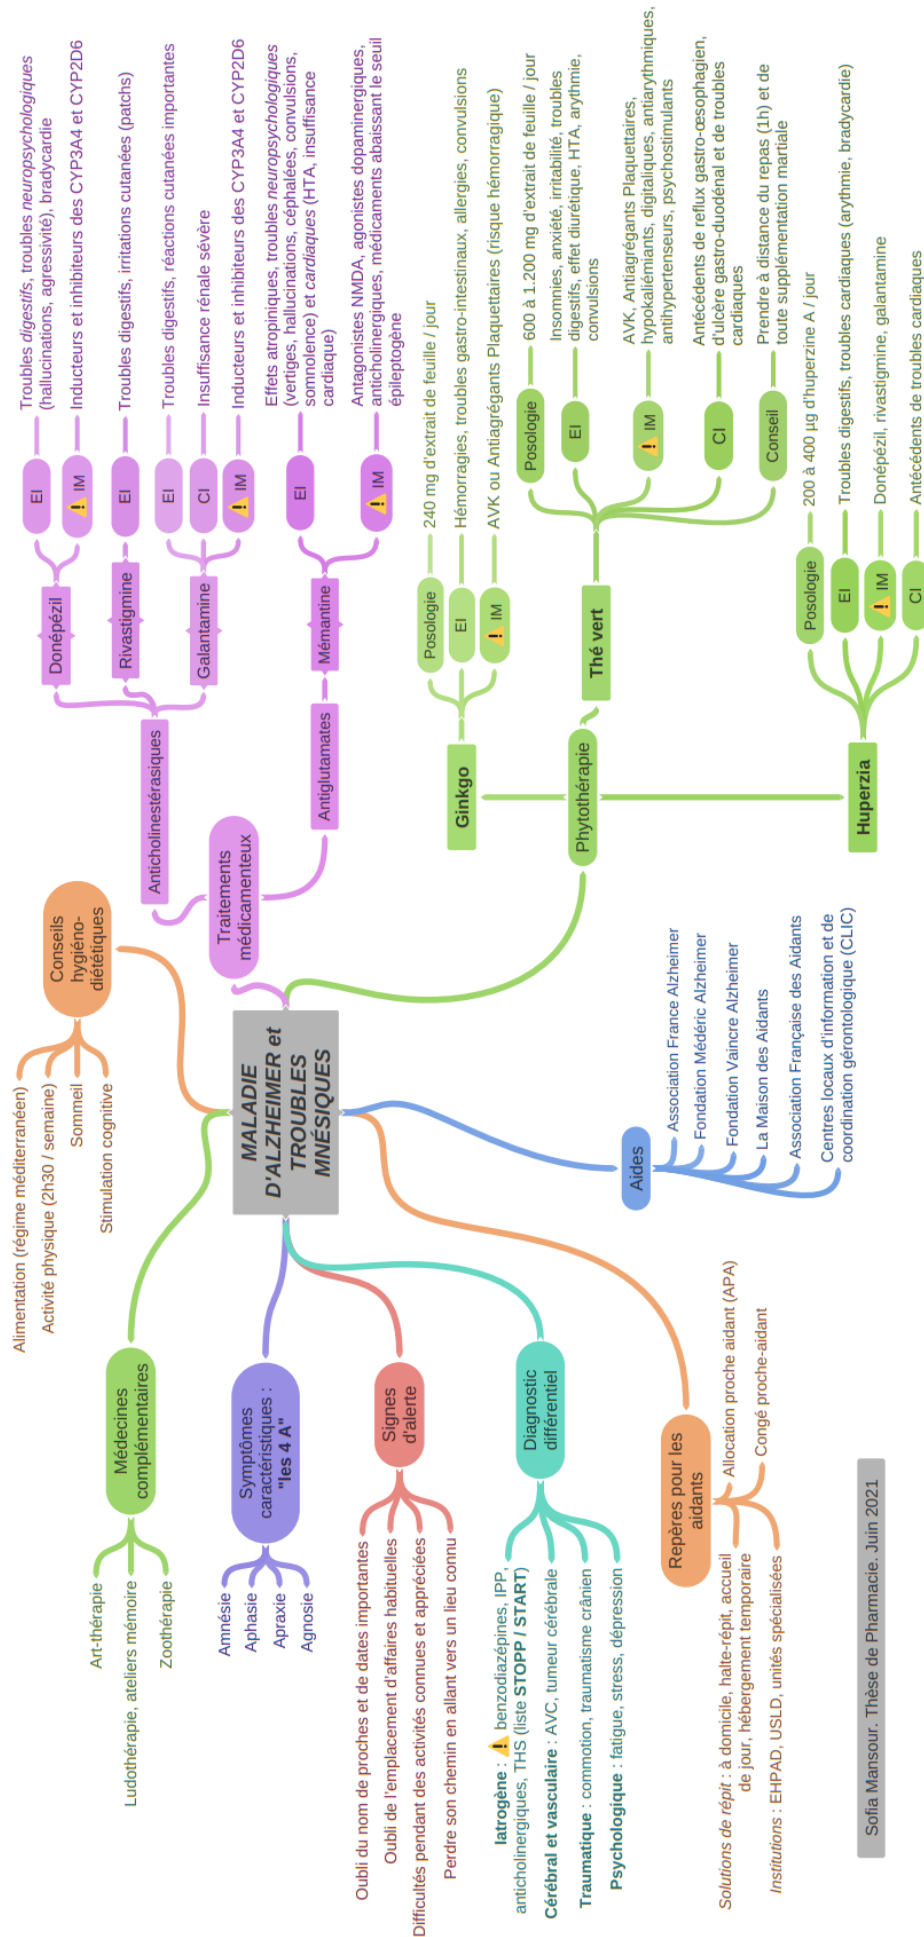 MALADIE
D'ALZHEIMER et
TROUBLES
MNÉSIQUES
Conseils
hygiéno-
diététiques
Alimentation (régime méditerranéen)
Activité physique (2h30 / semaine)
Sommeil
Stimulation cognitive
Médecines
complémentaires
Art-thérapie
Ludothérapie, ateliers mémoire
Zoothérapie
Symptômes
caractéristiques :
"les 4 A"
Amnésie
Aphasie
Apraxie
Agnosie
Signes
d'alerte
Oubli du nom de proches et de dates importantes
Oubli de l'emplacement d'affaires habituelles
Difficultés pendant des activités connues et appréciées
Perdre son chemin en allant vers un lieu connu
Diagnostic
différentiel
Iatrogène : ⚠ benzodiazépines, IPP,
anticholinergiques, THS (liste STOPP / START)
Cérébral et vasculaire : AVC, tumeur cérébrale
Traumatique : commotion, traumatisme crânien
Psychologique : fatigue, stress, dépression
Repères pour les
aidants
Allocation proche aidant (APA)
Solutions de répit : à domicile, halte-répit, accueil
de jour, hébergement temporaire
Congé proche-aidant
Institutions : EHPAD, USLD, unités spécialisées
Aides
Association France Alzheimer
Fondation Médéric Alzheimer
Fondation Vaincre Alzheimer
La Maison des Aidants
Association Française des Aidants
Centres locaux d'information et de
coordination gérontologique (CLIC)
Traitements
médicamenteux
Anticholinestérasiques
Donépézil
EI
Troubles digestifs, troubles neuropsychologiques
(hallucinations, agressivité), bradycardie
⚠ IM
Inducteurs et inhibiteurs des CYP3A4 et CYP2D6
Rivastigmine
EI
Troubles digestifs, irritations cutanées (patchs)
Galantamine
EI
Troubles digestifs, réactions cutanées importantes
CI
Insuffisance rénale sévère
⚠ IM
Inducteurs et inhibiteurs des CYP3A4 et CYP2D6
Antiglutamates
Mémantine
EI
Effets atropiniques, troubles neuropsychologiques
(vertiges, hallucinations, céphalées, convulsions,
somnolence) et cardiaques (HTA, insuffisance
cardiaque)
⚠ IM
Antagonistes NMDA, agonistes dopaminergiques,
anticholinergiques, médicaments abaissant le seuil
épileptogène
Phytothérapie
Ginkgo
Posologie
240 mg d'extrait de feuille / jour
EI
Hémorragies, troubles gastro-intestinaux, allergies, convulsions
⚠ IM
AVK ou Antiagrégants Plaquettaires (risque hémorragique)
Thé vert
Posologie
600 à 1.200 mg d'extrait de feuille / jour
EI
Insomnies, anxiété, irritabilité, troubles
digestifs, effet diurétique, HTA, arythmie,
convulsions
⚠ IM
AVK, Antiagrégants Plaquettaires,
hypokaliémiants, digitaliques, antiarythmiques,
antihypertenseurs, psychostimulants
CI
Antécédents de reflux gastro-œsophagien,
d'ulcère gastro-duodénal et de troubles
cardiaques
Conseil
Prendre à distance du repas (1h) et de
toute supplémentation martiale
Huperzia
Posologie
200 à 400 µg d'huperzine A / jour
EI
Troubles digestifs, troubles cardiaques (arythmie, bradycardie)
⚠ IM
Donépézil, rivastigmine, galantamine
CI
Antécédents de troubles cardiaques
Sofia Mansour. Thèse de Pharmacie. Juin 2021